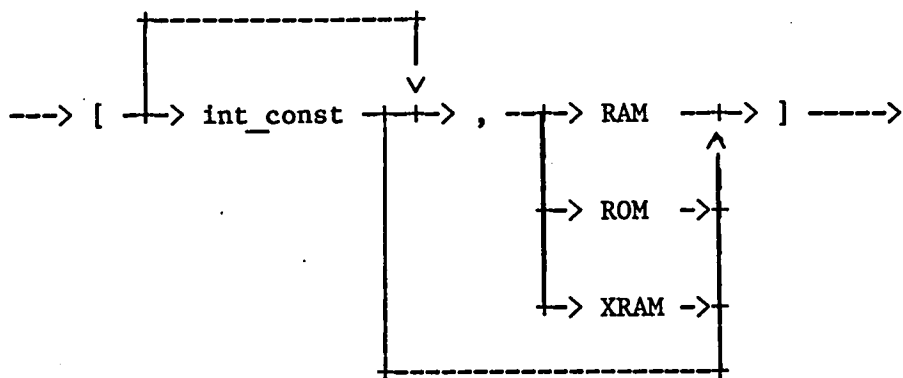 [ int_const , RAM ]
ROM
XRAM